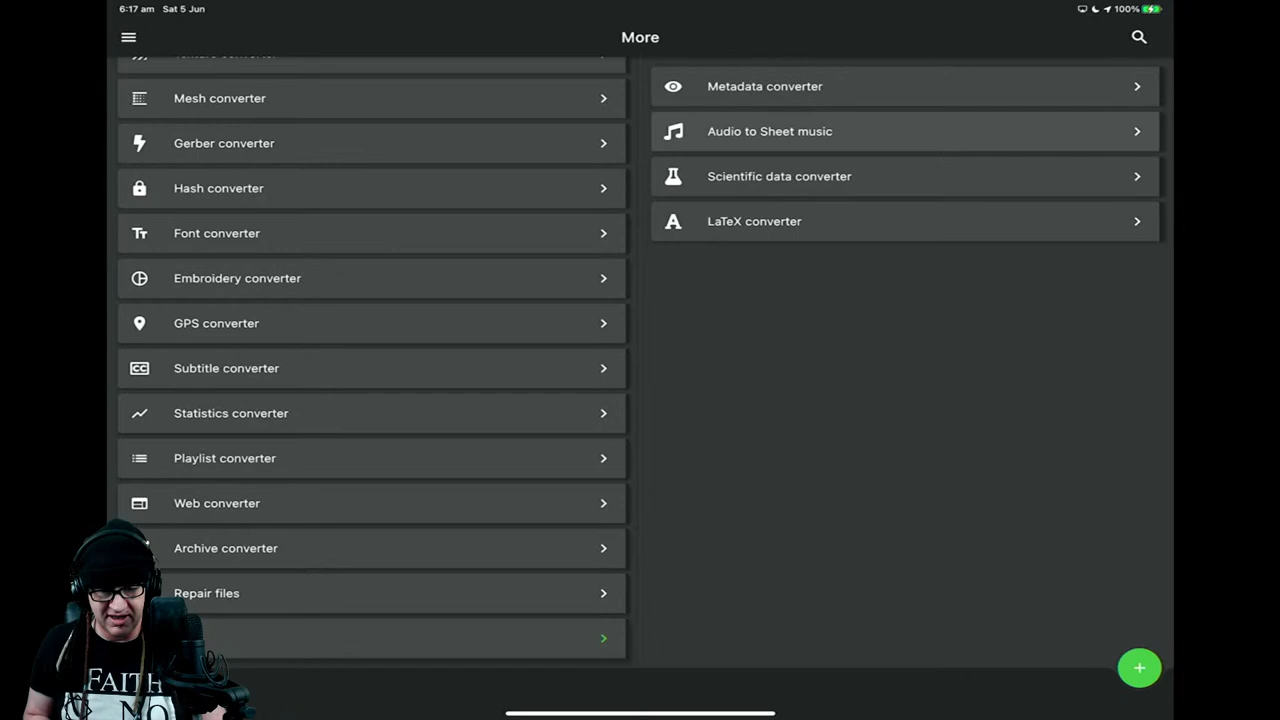 6:17 am Sat 5 Jun
100%
More
Mesh converter
Gerber converter
Hash converter
Font converter
Embroidery converter
GPS converter
Subtitle converter
Statistics converter
Playlist converter
Web converter
Archive converter
Repair files
Metadata converter
Audio to Sheet music
Scientific data converter
LaTeX converter
FAITH
NO